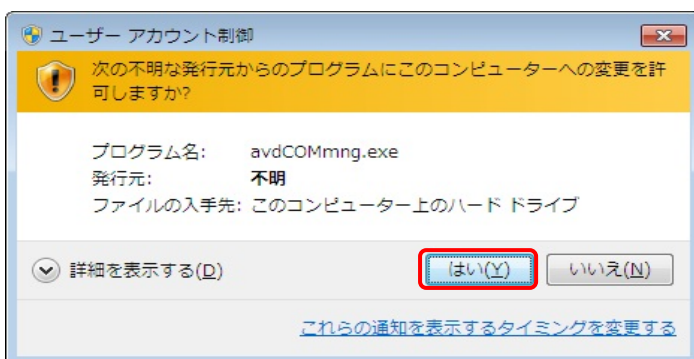 ユーザー アカウント制御
次の不明な発行元からのプログラムにこのコンピューターへの変更を許
可しますか?
プログラム名: avdCOMmng.exe
発行元: 不明
ファイルの入手先: このコンピューター上のハード ドライブ
詳細を表示する(D) はい(Y) いいえ(N)
これらの通知を表示するタイミングを変更する